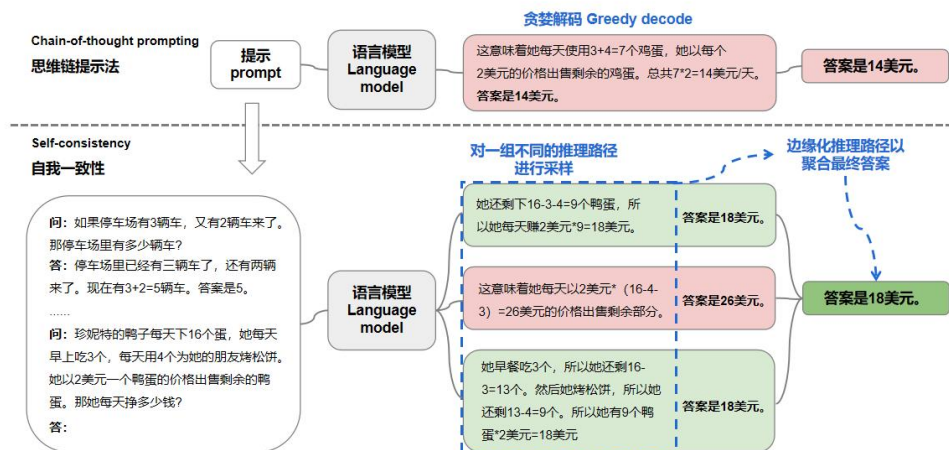 贪婪解码 Greedy decode
Chain-of-thought prompting
思维链提示法
提示
prompt
语言模型
Language
model
这意味着她每天使用3+4=7个鸡蛋，她以每个
2美元的价格出售剩余的鸡蛋。总共7*2=14美元/天。
答案是14美元。
答案是14美元。
Self-consistency
自我一致性
对一组不同的推理路径
进行采样
边缘化推理路径以
聚合最终答案
问：如果停车场有3辆车，又有2辆车来了。
那停车场里有多少辆车？
答：停车场里已经有三辆车了，还有两辆
来了。现在有3+2=5辆车。答案是5。
......
问：珍妮特的鸭子每天下16个蛋，她每天
早上吃3个，每天用4个为她的朋友烤松饼。
她以2美元一个鸭蛋的价格出售剩余的鸭
蛋。那她每天挣多少钱？
答：
语言模型
Language
model
她还剩下16-3-4=9个鸭蛋，所
以她每天赚2美元*9=18美元。
答案是18美元。
这意味着她每天以2美元*（16-4-
3）=26美元的价格出售剩余部分。
答案是26美元。
她早餐吃3个，所以她还剩16-
3=13个。然后她烤松饼，所以她
还剩13-4=9个。所以她有9个鸭
蛋*2美元=18美元
答案是18美元。
答案是18美元。